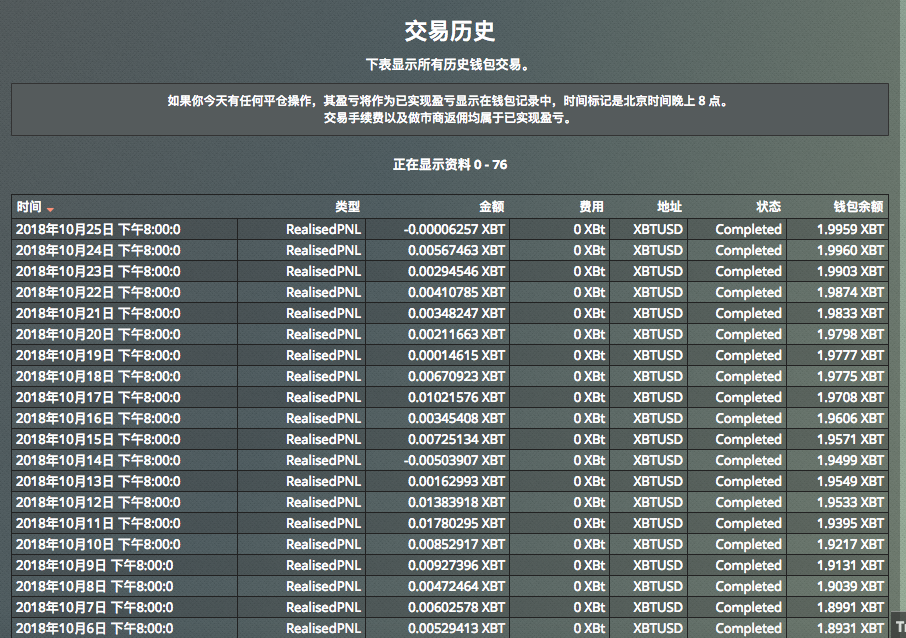 交易历史
下表显示所有历史钱包交易。
如果你今天有任何平仓操作，其盈亏将作为已实现盈亏显示在钱包记录中，时间标记是北京时间晚上 8 点。
交易手续费以及做市商返佣均属于已实现盈亏。
正在显示资料 0 - 76
时间 类型 金额 费用 地址 状态 钱包余额
2018年10月25日 下午8:00:0 RealisedPNL -0.00006257 XBT 0 XBt XBTUSD Completed 1.9959 XBT
2018年10月24日 下午8:00:0 RealisedPNL 0.00567463 XBT 0 XBt XBTUSD Completed 1.9960 XBT
2018年10月23日 下午8:00:0 RealisedPNL 0.00294546 XBT 0 XBt XBTUSD Completed 1.9903 XBT
2018年10月22日 下午8:00:0 RealisedPNL 0.00410785 XBT 0 XBt XBTUSD Completed 1.9874 XBT
2018年10月21日 下午8:00:0 RealisedPNL 0.00348247 XBT 0 XBt XBTUSD Completed 1.9833 XBT
2018年10月20日 下午8:00:0 RealisedPNL 0.00211663 XBT 0 XBt XBTUSD Completed 1.9798 XBT
2018年10月19日 下午8:00:0 RealisedPNL 0.00014615 XBT 0 XBt XBTUSD Completed 1.9777 XBT
2018年10月18日 下午8:00:0 RealisedPNL 0.00670923 XBT 0 XBt XBTUSD Completed 1.9775 XBT
2018年10月17日 下午8:00:0 RealisedPNL 0.01021576 XBT 0 XBt XBTUSD Completed 1.9708 XBT
2018年10月16日 下午8:00:0 RealisedPNL 0.00345408 XBT 0 XBt XBTUSD Completed 1.9606 XBT
2018年10月15日 下午8:00:0 RealisedPNL 0.00725134 XBT 0 XBt XBTUSD Completed 1.9571 XBT
2018年10月14日 下午8:00:0 RealisedPNL -0.00503907 XBT 0 XBt XBTUSD Completed 1.9499 XBT
2018年10月13日 下午8:00:0 RealisedPNL 0.00162993 XBT 0 XBt XBTUSD Completed 1.9549 XBT
2018年10月12日 下午8:00:0 RealisedPNL 0.01383918 XBT 0 XBt XBTUSD Completed 1.9533 XBT
2018年10月11日 下午8:00:0 RealisedPNL 0.01780295 XBT 0 XBt XBTUSD Completed 1.9395 XBT
2018年10月10日 下午8:00:0 RealisedPNL 0.00852917 XBT 0 XBt XBTUSD Completed 1.9217 XBT
2018年10月9日 下午8:00:0 RealisedPNL 0.00927396 XBT 0 XBt XBTUSD Completed 1.9131 XBT
2018年10月8日 下午8:00:0 RealisedPNL 0.00472464 XBT 0 XBt XBTUSD Completed 1.9039 XBT
2018年10月7日 下午8:00:0 RealisedPNL 0.00602578 XBT 0 XBt XBTUSD Completed 1.8991 XBT
2018年10月6日 下午8:00:0 RealisedPNL 0.00529413 XBT 0 XBt XBTUSD Completed 1.8931 XBT